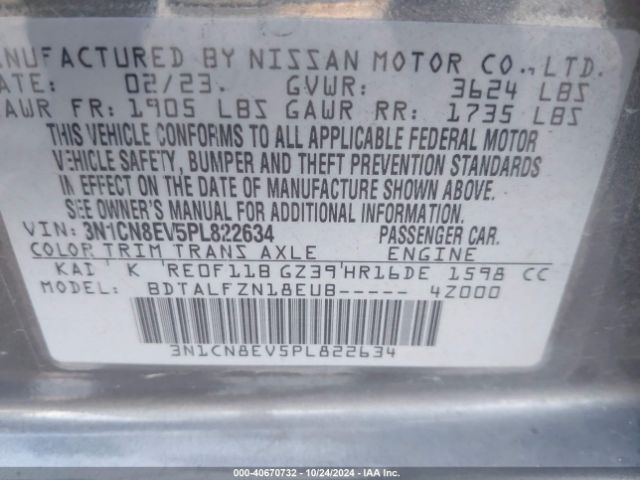 MANUFACTURED BY NISSAN MOTOR CO., LTD.
DATE: 02/23. GVWR: 3624 LBS
GAWR FR: 1905 LBS GAWR RR: 1735 LBS
THIS VEHICLE CONFORMS TO ALL APPLICABLE FEDERAL MOTOR
VEHICLE SAFETY, BUMPER AND THEFT PREVENTION STANDARDS
IN EFFECT ON THE DATE OF MANUFACTURE SHOWN ABOVE.
SEE OWNER'S MANUAL FOR ADDITIONAL INFORMATION.
VIN: 3N1CN8EV5PL822634 PASSENGER CAR.
COLOR TRIM TRANS AXLE ENGINE
KAI K RE0F11B GZ39 HR16DE 1598 CC
MODEL: BDTALFZN18EUB----- 4Z000
3N1CN8EV5PL822634
000-40670732 - 10/24/2024 - IAA Inc.